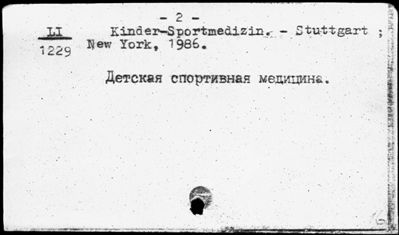 - 2 -
LI Kinder-Sportmedizin. - Stuttgart ;
1229 New York, 1986.
Детская спортивная медицина.